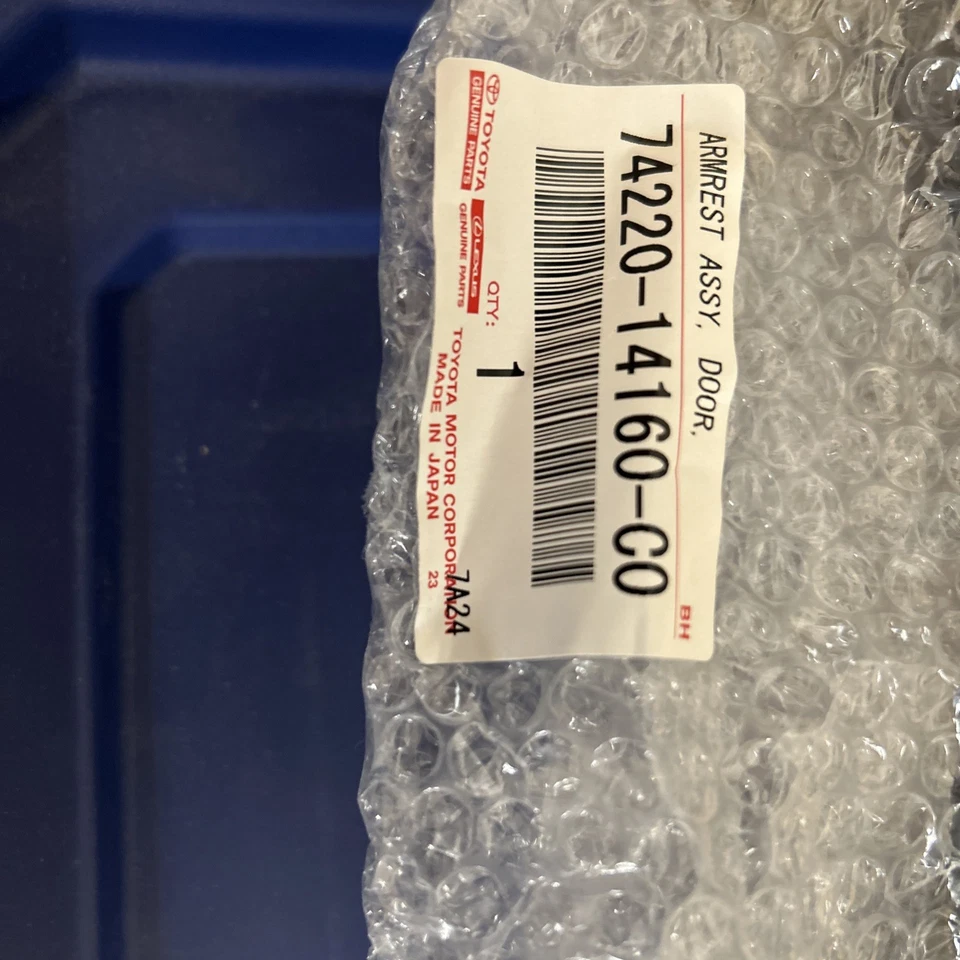 ARMREST ASSY, DOOR,
BH
74220-14160-C0
QTY:
1
TOYOTA
GENUINE PARTS
LEXUS
GENUINE PARTS
TOYOTA MOTOR CORPORATION
MADE IN JAPAN
23
7A24